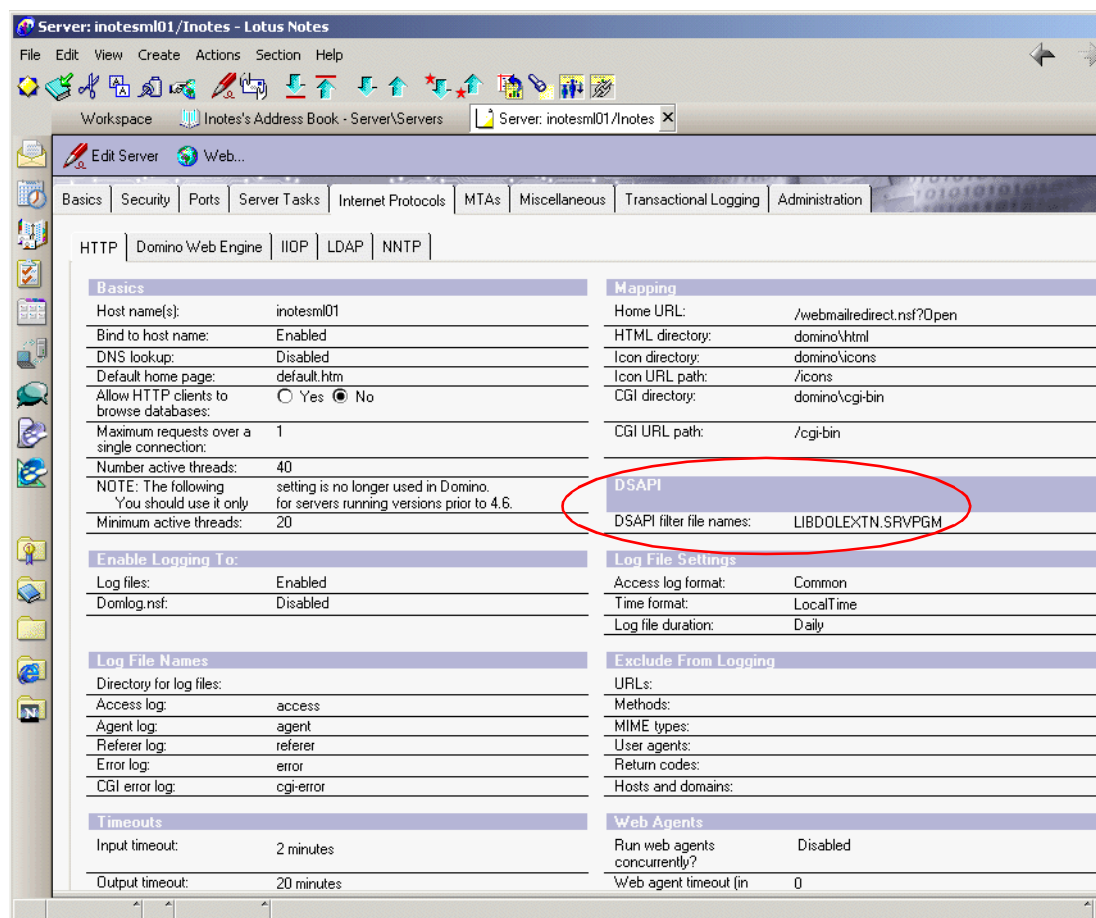 Server: inotesml01/Inotes - Lotus Notes
File Edit View Create Actions Section Help
Workspace Inotes's Address Book - Server\Servers Server: inotesml01/Inotes
Edit Server Web...
Basics Security Ports Server Tasks Internet Protocols MTAs Miscellaneous Transactional Logging Administration
HTTP Domino Web Engine IIOP LDAP NNTP
Basics
Host name(s): inotesml01
Bind to host name: Enabled
DNS lookup: Disabled
Default home page: default.htm
Allow HTTP clients to Yes No
browse databases:
Maximum requests over a 1
single connection:
Number active threads: 40
NOTE: The following setting is no longer used in Domino.
You should use it only for servers running versions prior to 4.6.
Minimum active threads: 20
Mapping
Home URL: /webmailredirect.nsf?Open
HTML directory: domino\html
Icon directory: domino\icons
Icon URL path: /icons
CGI directory: domino\cgi-bin
CGI URL path: /cgi-bin
DSAPI
DSAPI filter file names: LIBDOLEXTN.SRVPGM
Enable Logging To:
Log files: Enabled
Domlog.nsf: Disabled
Log File Settings
Access log format: Common
Time format: LocalTime
Log file duration: Daily
Log File Names
Directory for log files:
Access log: access
Agent log: agent
Referer log: referer
Error log: error
CGI error log: cgi-error
Exclude From Logging
URLs:
Methods:
MIME types:
User agents:
Return codes:
Hosts and domains:
Timeouts
Input timeout: 2 minutes
Output timeout: 20 minutes
Web Agents
Run web agents Disabled
concurrently?
Web agent timeout (in 0